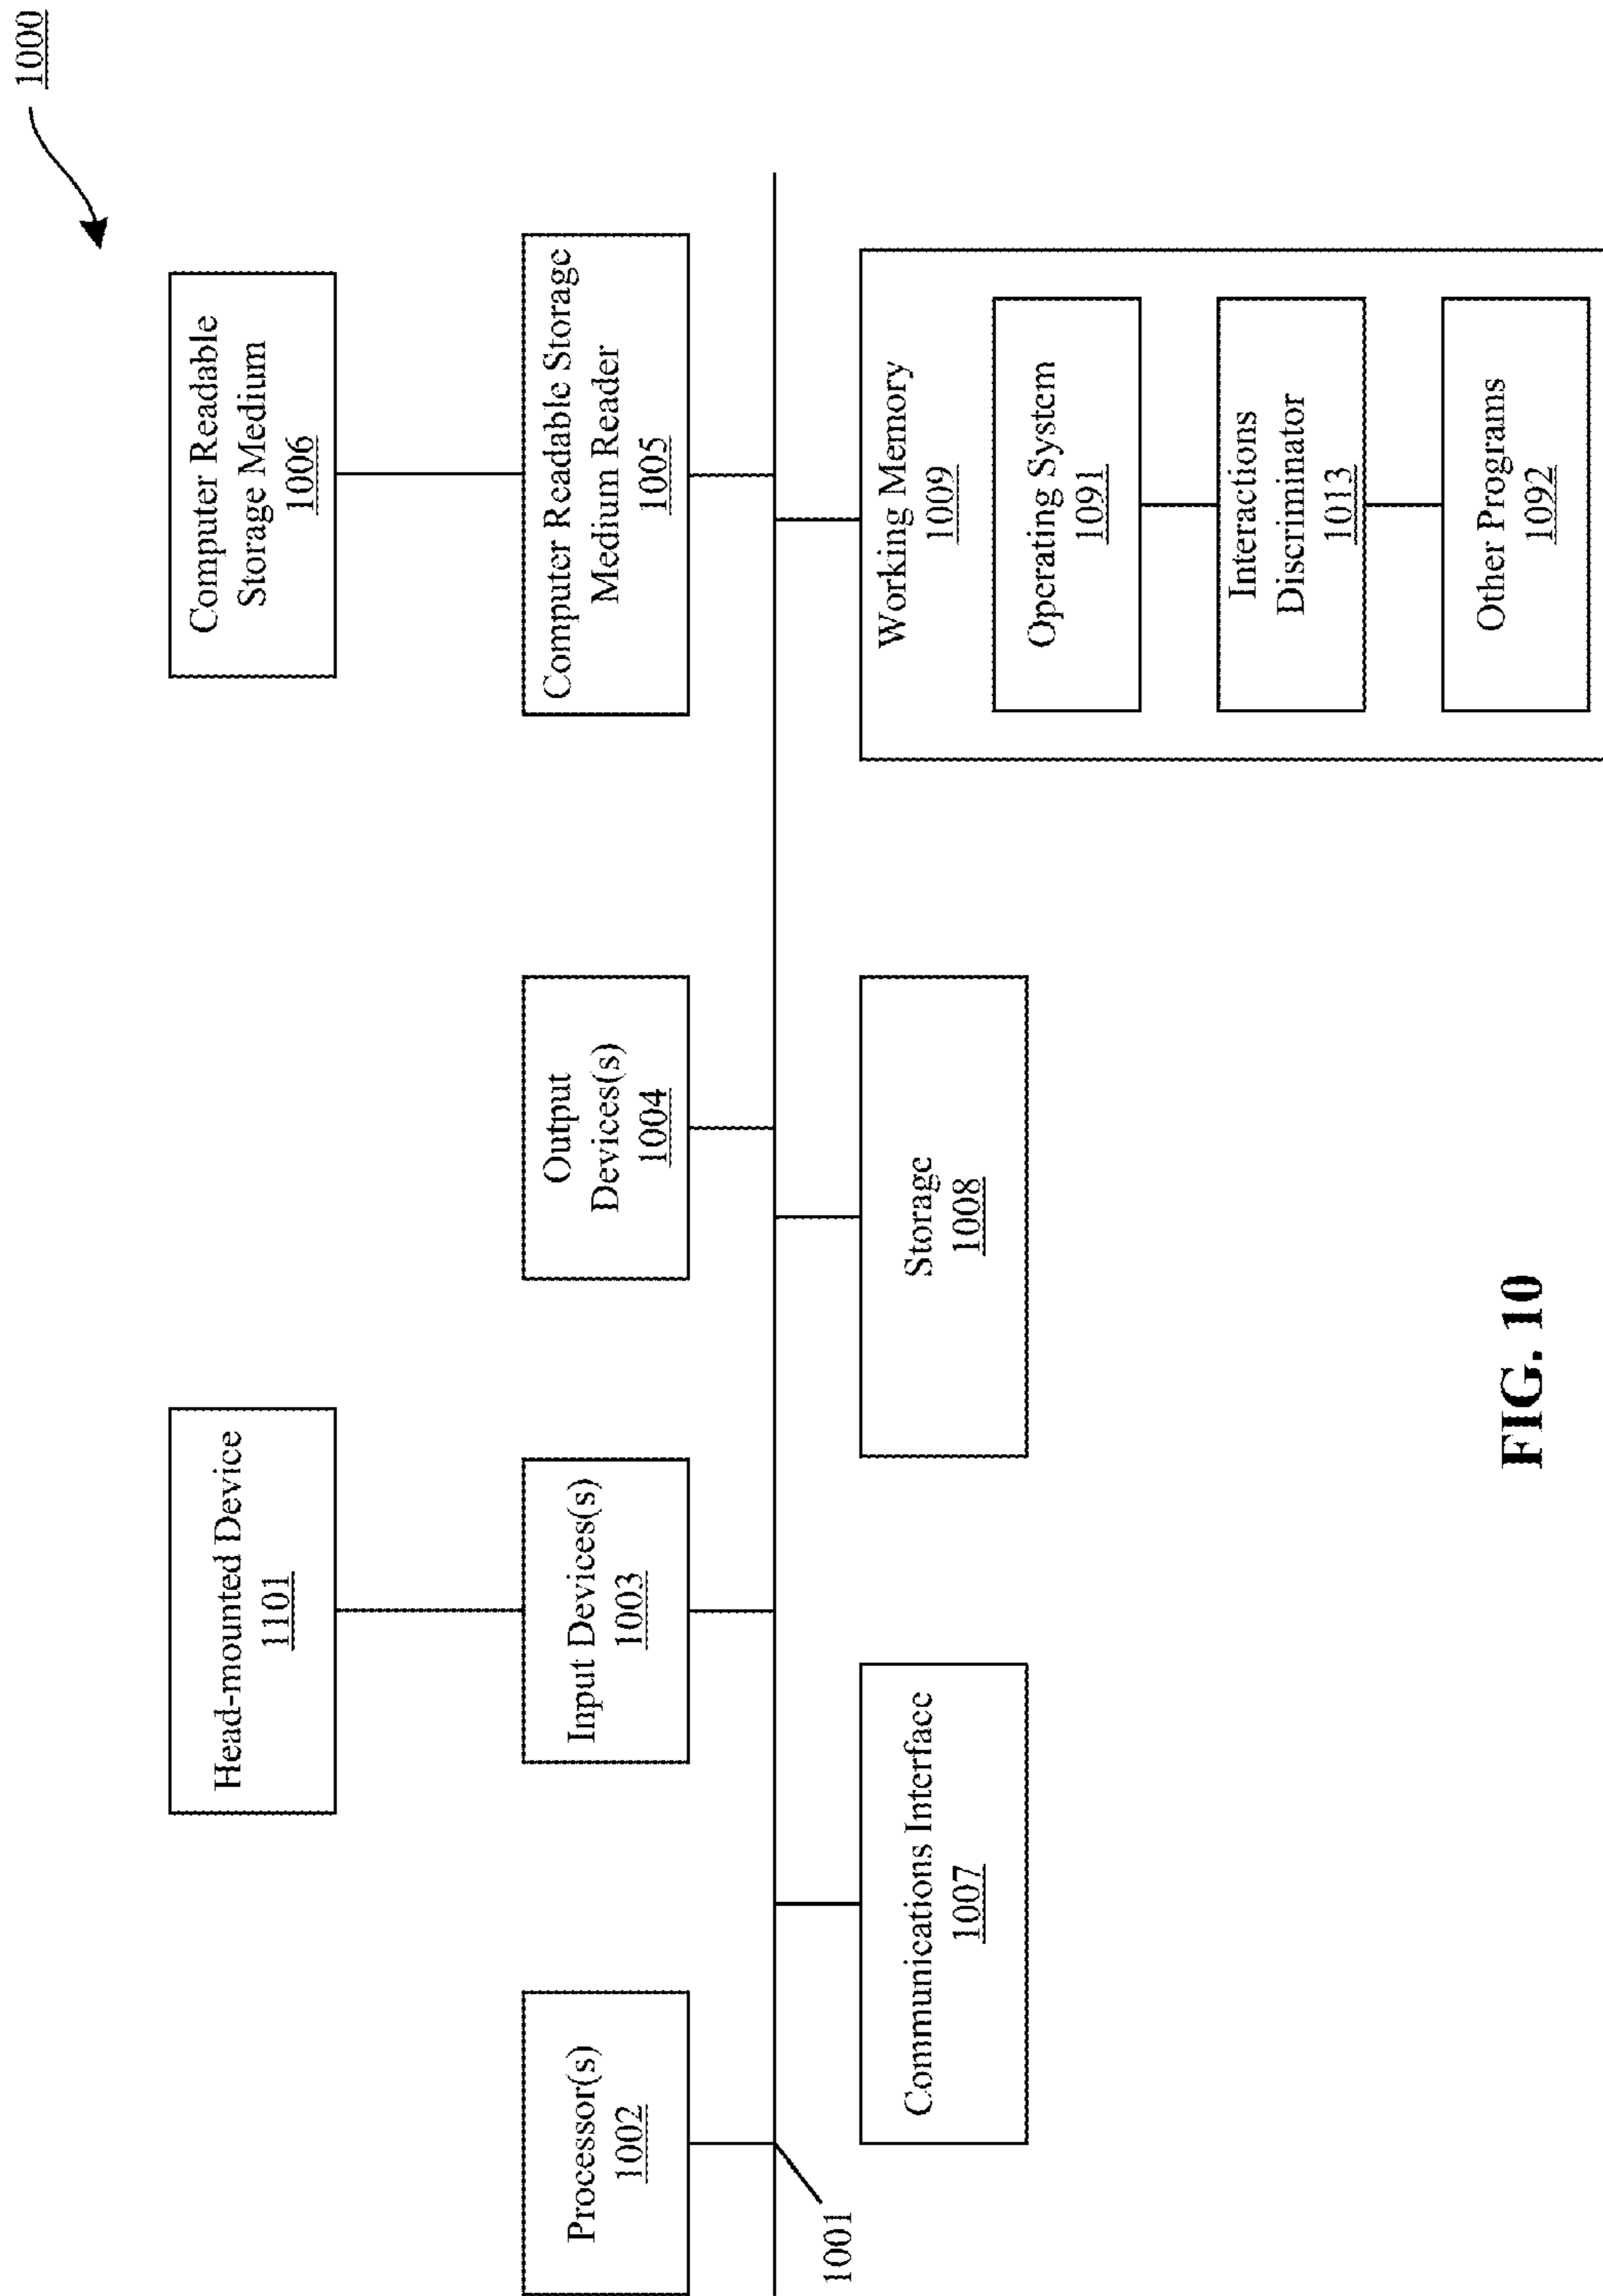 1000
Head-mounted Device
1101
Computer Readable
Storage Medium
1006
Processor(s)
1002
Input Devices(s)
1003
Output
Devices(s)
1004
Computer Readable Storage
Medium Reader
1005
1001
Communications Interface
1007
Storage
1008
Working Memory
1009
Operating System
1091
Interactions
Discriminator
1013
Other Programs
1092
FIG. 10